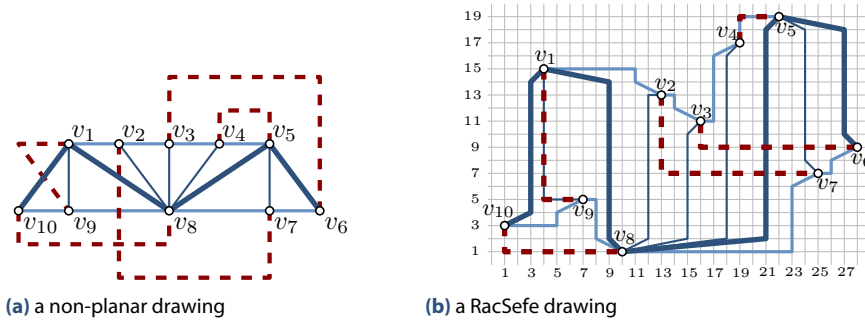 v1 v2 v3 v4 v5
v10 v9 v8 v7 v6
(a) a non-planar drawing
19
17
15
13
11
9
7
5
3
1
v5
v4
v1
v2
v3
v6
v7
v9
v10
v8
1 3 5 7 9 11 13 15 17 19 21 23 25 27
(b) a RacSefe drawing